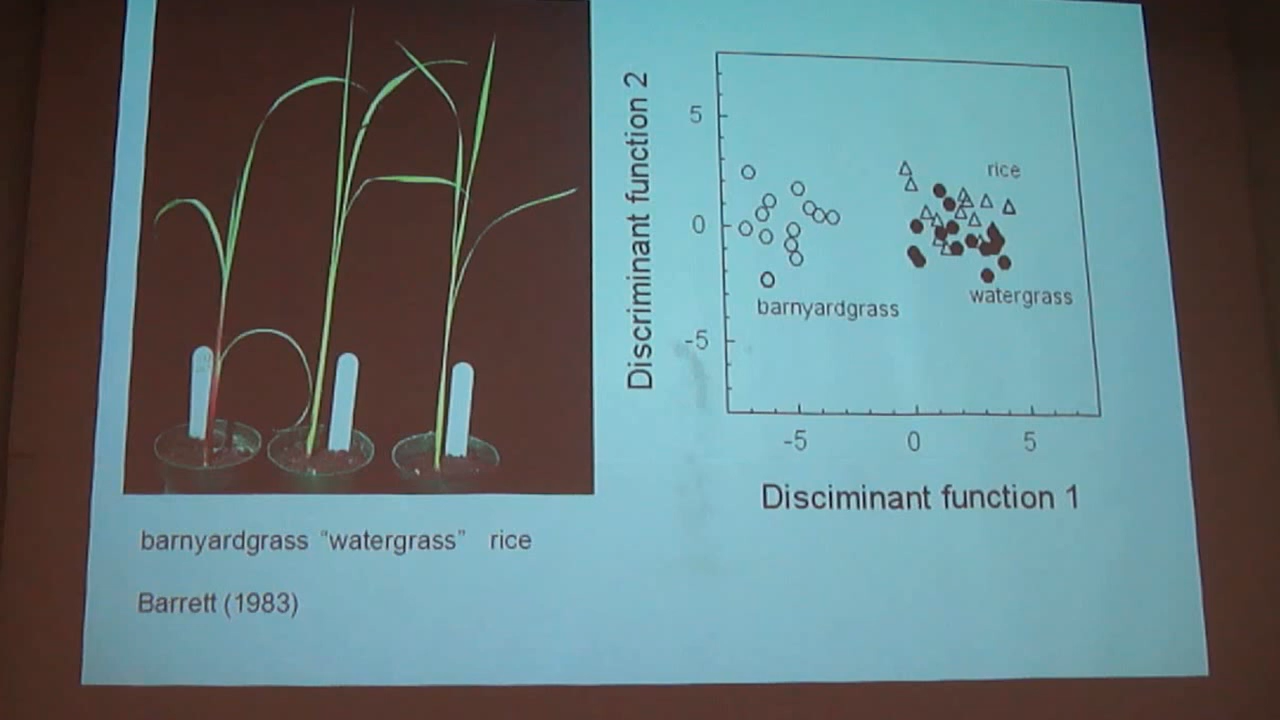 barnyardgrass "watergrass" rice
Barrett (1983)
Discriminant function 2
5
0
-5
rice
watergrass
barnyardgrass
-5 0 5
Disciminant function 1